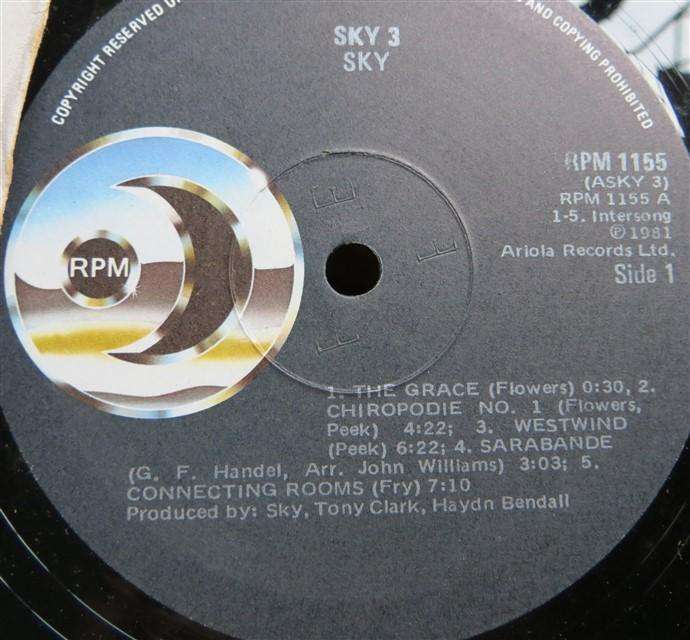 COPYRIGHT RESERVED
AND COPYING PROHIBITED
SKY 3
SKY
RPM 1155
(ASKY 3)
RPM 1155 A
1-5. Intersong
℗ 1981
Ariola Records Ltd.
Side 1
RPM
1. THE GRACE (Flowers) 0:30, 2.
CHIROPODIE NO. 1 (Flowers,
Peek) 4:22; 3. WESTWIND
(Peek) 6:22; 4. SARABANDE
(G. F. Handel, Arr. John Williams) 3:03; 5.
CONNECTING ROOMS (Fry) 7:10
Produced by: Sky, Tony Clark, Haydn Bendall